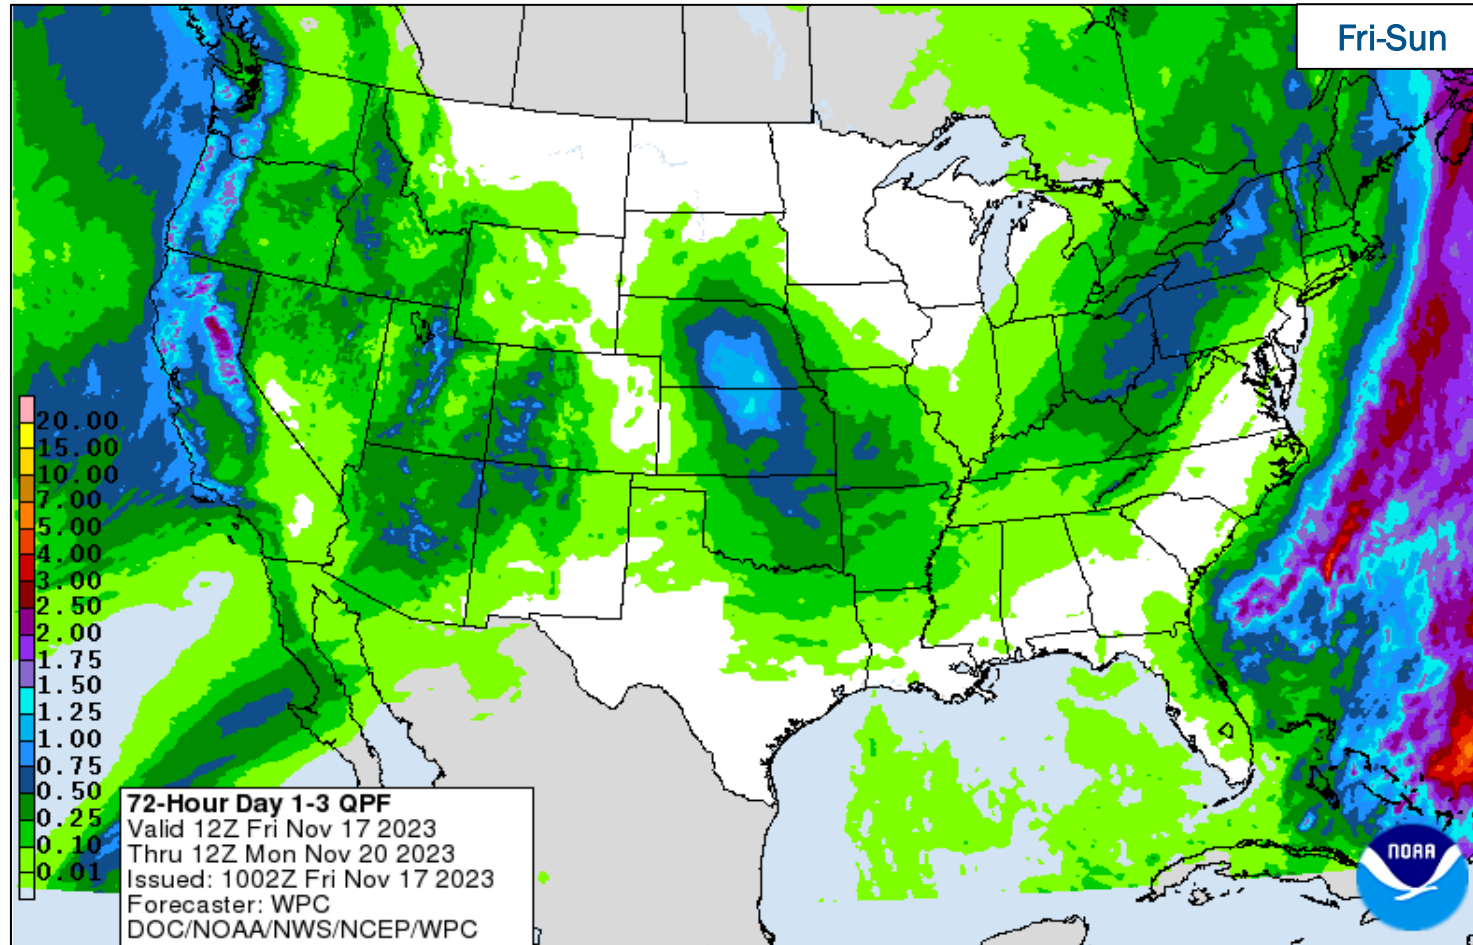 Fri-Sun
20.00
15.00
10.00
7.00
5.00
4.00
3.00
2.50
2.00
1.75
1.50
1.25
1.00
0.75
0.50
0.25
0.10
0.01
72-Hour Day 1-3 QPF
Valid 12Z Fri Nov 17 2023
Thru 12Z Mon Nov 20 2023
Issued: 1002Z Fri Nov 17 2023
Forecaster: WPC
DOC/NOAA/NWS/NCEP/WPC
NOAA